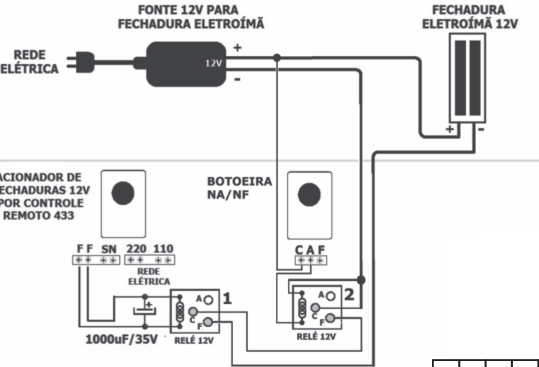 FONTE 12V PARA
FECHADURA ELETROÍMÃ
FECHADURA
ELETROÍMÃ 12V
REDE
ELÉTRICA
12V
+
-
+ -
ACIONADOR DE
FECHADURAS 12V
POR CONTROLE
REMOTO 433
BOTOEIRA
NA/NF
F F SN 220 110
REDE
ELÉTRICA
C A F
A
1
C
F
+
1000uF/35V
RELÉ 12V
A
2
C
F
RELÉ 12V